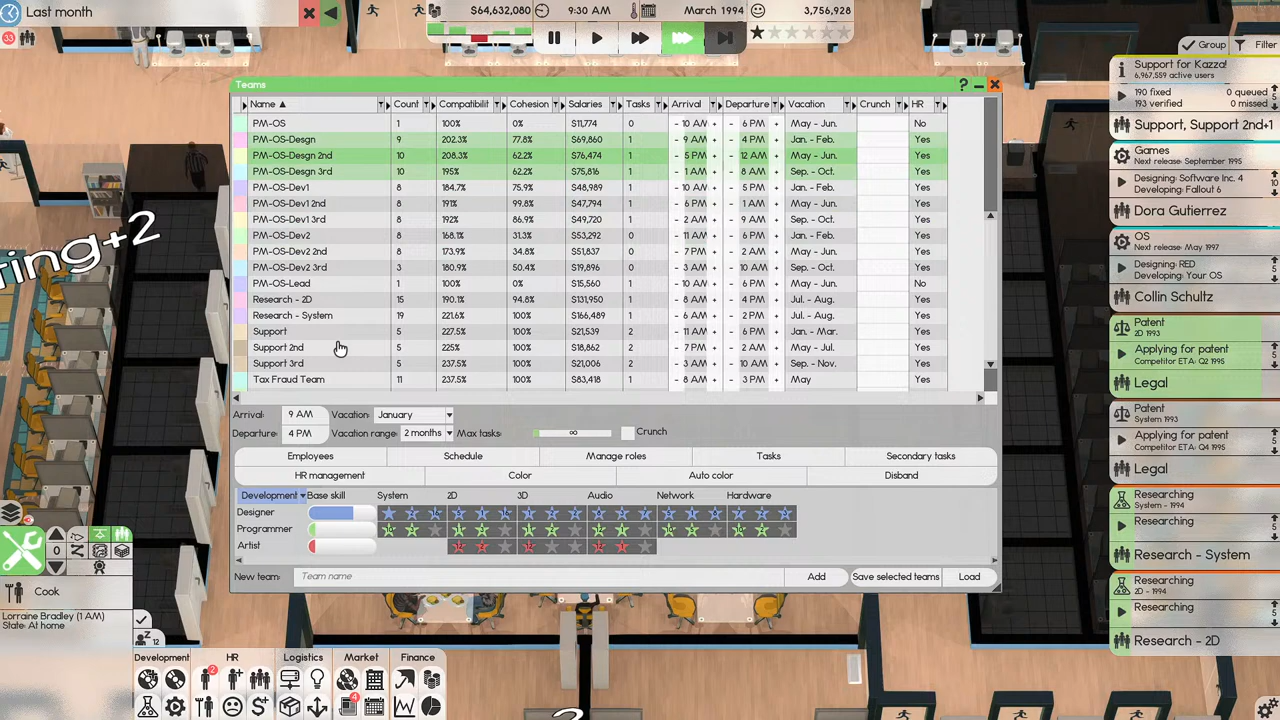 Last month
$64,632,080 9:30 AM March 1994 3,756,928
33
Group Filter
Teams
Name Count Compatibilit Cohesion Salaries Tasks Arrival Departure Vacation Crunch HR
PM-OS 1 100% 0% $11,774 0 - 10 AM + - 6 PM + May - Jun. No
PM-OS-Desgn 9 202.3% 77.8% $69,860 1 - 9 AM + - 4 PM + Jan. - Feb. Yes
PM-OS-Desgn 2nd 10 208.3% 62.2% $76,474 1 - 5 PM + - 12 AM + May - Jun. Yes
PM-OS-Desgn 3rd 10 195% 62.2% $75,816 1 - 1 AM + - 8 AM + Sep. - Oct. Yes
PM-OS-Dev1 8 184.7% 75.9% $48,989 1 - 10 AM + - 5 PM + Jan. - Feb. Yes
PM-OS-Dev1 2nd 8 191% 99.8% $47,794 1 - 6 PM + - 1 AM + May - Jun. Yes
PM-OS-Dev1 3rd 8 192% 86.9% $49,720 1 - 2 AM + - 9 AM + Sep. - Oct. Yes
PM-OS-Dev2 8 168.1% 31.3% $53,292 0 - 11 AM + - 6 PM + Jan. - Feb. Yes
PM-OS-Dev2 2nd 8 173.9% 34.8% $51,837 0 - 7 PM + - 2 AM + May - Jun. Yes
PM-OS-Dev2 3rd 3 180.9% 50.4% $19,896 0 - 3 AM + - 10 AM + Sep. - Oct. Yes
PM-OS-Lead 1 100% 0% $15,560 0 - 10 AM + - 6 PM + May - Jun. No
Research - 2D 15 190.1% 94.8% $131,950 1 - 8 AM + - 4 PM + Jul. - Aug. Yes
Research - System 19 221.6% 100% $166,489 1 - 6 AM + - 2 PM + Jul. - Aug. Yes
Support 5 227.5% 100% $21,539 2 - 11 AM + - 6 PM + Jan. - Mar. Yes
Support 2nd 5 225% 100% $18,862 2 - 7 PM + - 2 AM + May - Jul. Yes
Support 3rd 5 237.5% 100% $21,006 2 - 3 AM + - 10 AM + Sep. - Nov. Yes
Tax Fraud Team 11 237.5% 100% $83,418 1 - 8 AM + - 3 PM + May Yes
Arrival: 9 AM Vacation: January
Departure: 4 PM Vacation range: 2 months Max tasks: ∞ Crunch
Employees Schedule Manage roles Tasks Secondary tasks
HR management Color Auto color Disband
Development Base skill System 2D 3D Audio Network Hardware
Designer
Programmer
Artist
New team: Team name Add Save selected teams Load
Support for Kazza!
6,967,559 active users
190 fixed 0 queued
193 verified 0 missed
Support, Support 2nd+1
Games
Next release: September 1995
Designing: Software Inc. 4
Developing: Fallout 6
10
Dora Gutierrez
OS
Next release: May 1997
Designing: RED
Developing: Your OS
5
Collin Schultz
Patent
2D 1993
Applying for patent
ETA: Q2 1995
5
Legal
Patent
System 1993
Applying for patent
ETA: Q4 1995
5
Legal
Researching
System - 1994
Researching
5
Research - System
Researching
2D - 1994
Researching
5
Research - 2D
ting+2
0
Cook
Lorraine Bradley (1 AM)
State: At home
Z 12
Development HR Logistics Market Finance
2
4